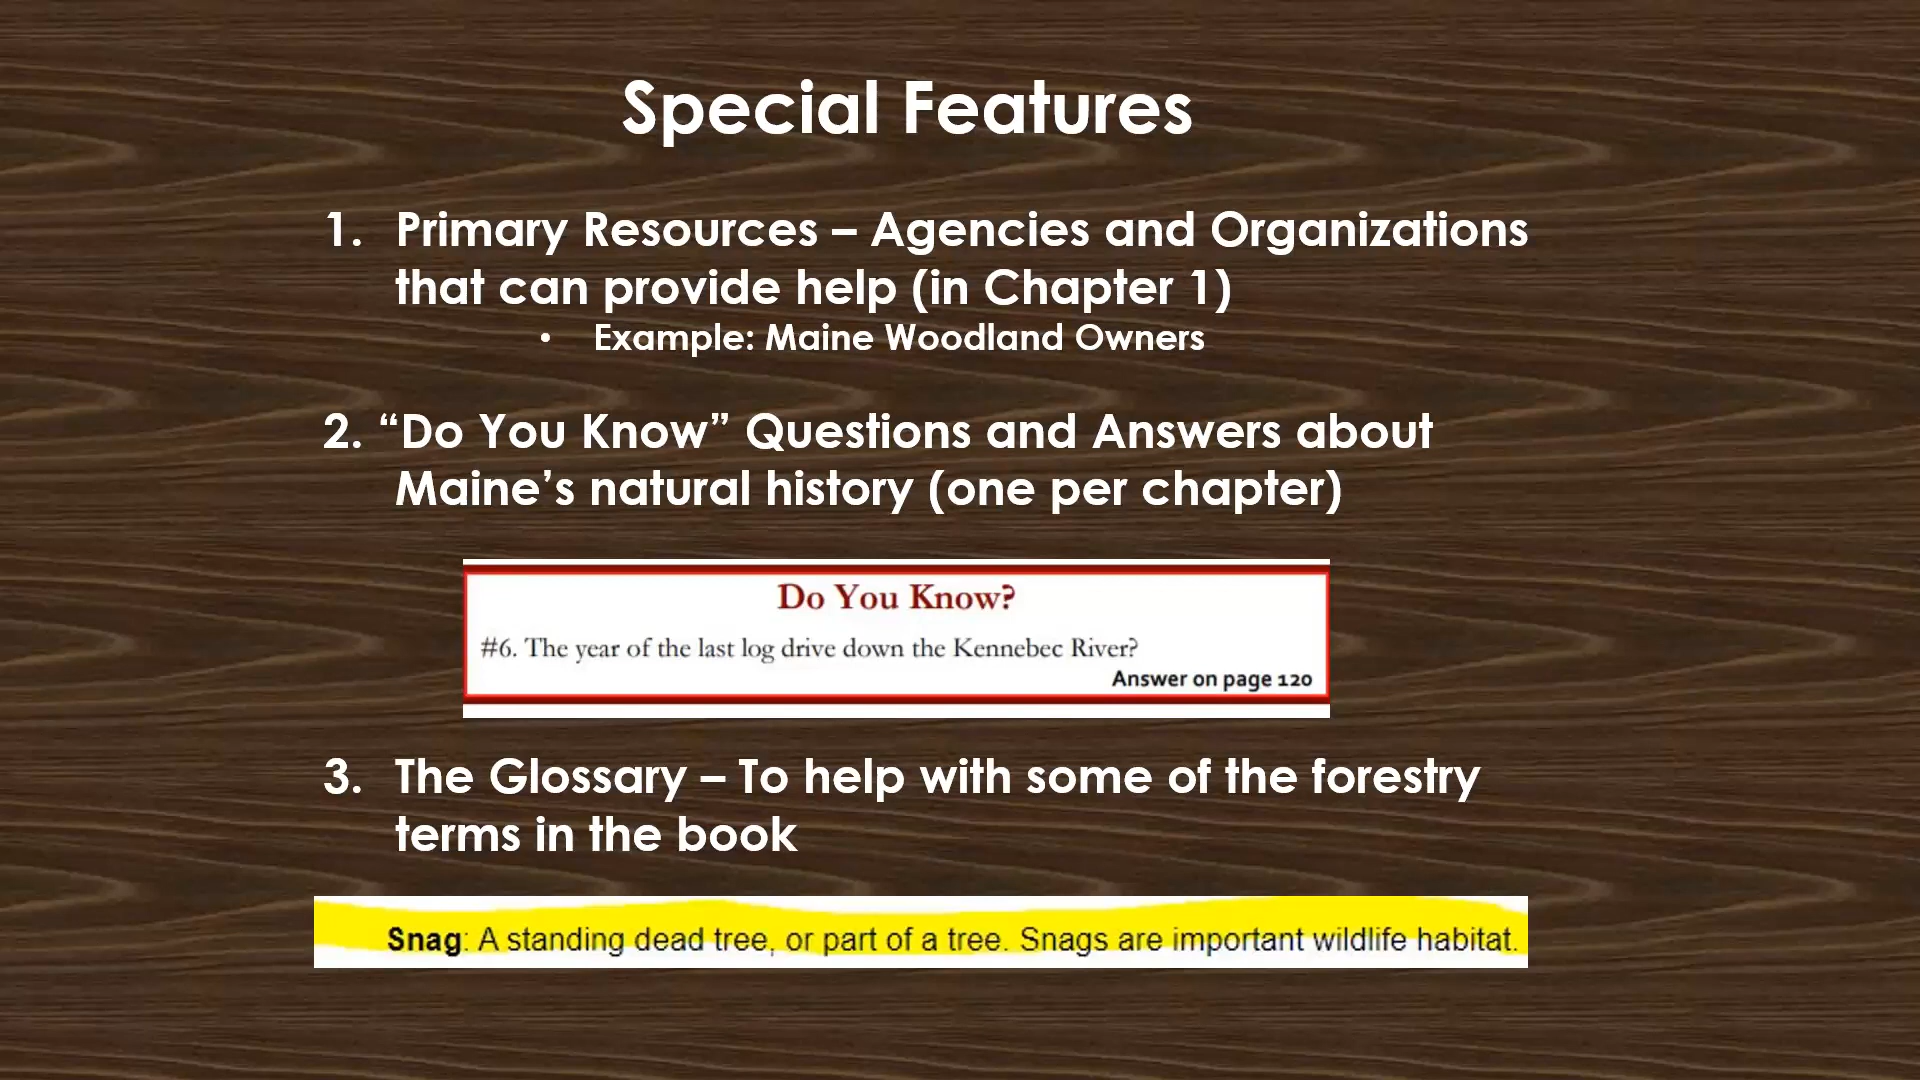 Special Features
1. Primary Resources – Agencies and Organizations
that can provide help (in Chapter 1)
• Example: Maine Woodland Owners
2. “Do You Know” Questions and Answers about
Maine’s natural history (one per chapter)
Do You Know?
#6. The year of the last log drive down the Kennebec River?
Answer on page 120
3. The Glossary – To help with some of the forestry
terms in the book
Snag: A standing dead tree, or part of a tree. Snags are important wildlife habitat.